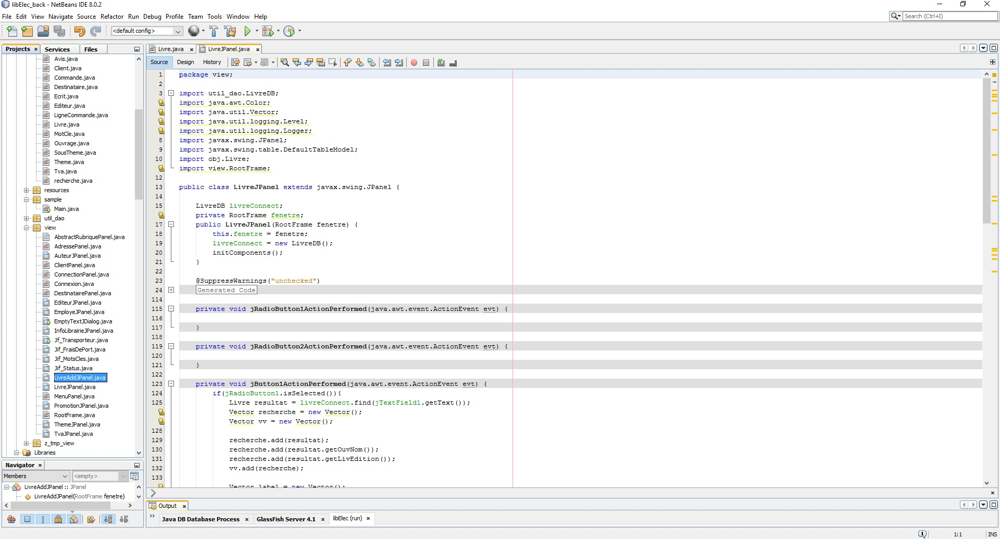 libElec_back - NetBeans IDE 8.0.2
File Edit View Navigate Source Refactor Run Debug Profile Team Tools Window Help
Search (Ctrl+I)
<default config>
Projects Services Files
Avis.java
Client.java
Commande.java
Destinataire.java
Ecrit.java
Editeur.java
LigneCommande.java
Livre.java
MotCle.java
Ouvrage.java
SousTheme.java
Theme.java
Tva.java
recherche.java
resources
sample
Main.java
util_dao
view
AbstractRubriquePanel.java
AdressePanel.java
AuteurJPanel.java
ClientPanel.java
ConnectionPanel.java
Connexion.java
DestinatairePanel.java
EditeurJPanel.java
EmployeJPanel.java
EmptyTextJDialog.java
InfoLibrairieJPanel.java
Jf_Transporteur.java
Jif_FraisDePort.java
Jif_MotsCles.java
Jif_Status.java
LivreAddJPanel.java
LivreJPanel.java
MenuPanel.java
PromotionJPanel.java
RootFrame.java
ThemeJPanel.java
TvaJPanel.java
z_tmp_view
Libraries
Navigator
Members <empty>
LivreAddJPanel :: JPanel
LivreAddJPanel(RootFrame fenetre)
Livre.java LivreJPanel.java
Source Design History
1 package view;
2
3 import util_dao.LivreDB;
import java.awt.Color;
import java.util.Vector;
import java.util.logging.Level;
import java.util.logging.Logger;
8 import javax.swing.JPanel;
9 import javax.swing.table.DefaultTableModel;
10 import obj.Livre;
import view.RootFrame;
12
13 public class LivreJPanel extends javax.swing.JPanel {
14
15 LivreDB livreConnect;
private RootFrame fenetre;
17 public LivreJPanel(RootFrame fenetre) {
18 this.fenetre = fenetre;
19 livreConnect = new LivreDB();
20 initComponents();
21 }
22
23 @SuppressWarnings("unchecked")
24 Generated Code
114
115 private void jRadioButton1ActionPerformed(java.awt.event.ActionEvent evt) {
116
117 }
118
119 private void jRadioButton2ActionPerformed(java.awt.event.ActionEvent evt) {
120
121 }
122
123 private void jButton1ActionPerformed(java.awt.event.ActionEvent evt) {
124 if(jRadioButton1.isSelected()){
125 Livre resultat = livreConnect.find(jTextField1.getText());
Vector recherche = new Vector();
Vector vv = new Vector();
128
129 recherche.add(resultat);
130 recherche.add(resultat.getOuvNom());
131 recherche.add(resultat.getLivEdition());
132 vv.add(recherche);
133
Vector label = new Vector();
Output
Java DB Database Process GlassFish Server 4.1 libElec (run)
1:1 INS